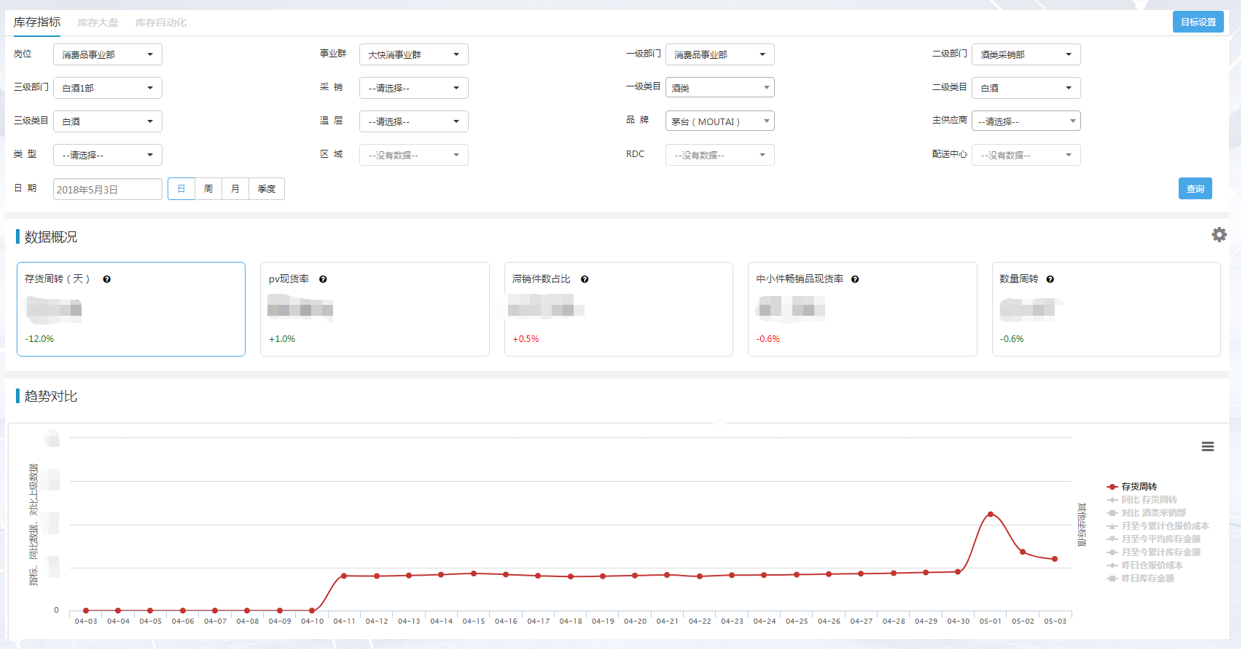 库存指标 库存大盘 库存自动化 目标设置
岗位 消费品事业部 事业群 大快消事业群 一级部门 消费品事业部 二级部门 酒类采销部
三级部门 白酒1部 采 销 --请选择-- 一级类目 酒类 二级类目 白酒
三级类目 白酒 温 层 --请选择-- 品 牌 茅台（MOUTAI） 主供应商 --请选择--
类 型 --请选择-- 区 域 --没有数据-- RDC --没有数据-- 配送中心 --没有数据--
日 期 2018年5月3日 日 周 月 季度 查询
数据概况
存货周转（天） pv现货率 滞销件数占比 中小件畅销品现货率 数量周转
-12.0% +1.0% +0.5% -0.6% -0.6%
趋势对比
指标、同比数据、对比上级数据
其他坐标值
存货周转
同比 存货周转
对比 酒类采销部
月至今累计仓报价成本
月至今平均库存金额
月至今累计库存金额
昨日仓报价成本
昨日库存金额
0
04-03 04-04 04-05 04-06 04-07 04-08 04-09 04-10 04-11 04-12 04-13 04-14 04-15 04-16 04-17 04-18 04-19 04-20 04-21 04-22 04-23 04-24 04-25 04-26 04-27 04-28 04-29 04-30 05-01 05-02 05-03